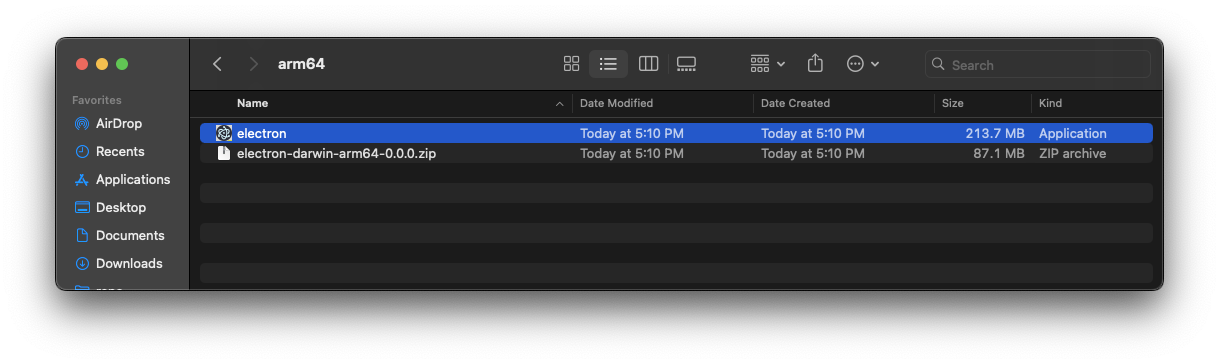 arm64
Search
Favorites
AirDrop
Recents
Applications
Desktop
Documents
Downloads
Name Date Modified Date Created Size Kind
electron Today at 5:10 PM Today at 5:10 PM 213.7 MB Application
electron-darwin-arm64-0.0.0.zip Today at 5:10 PM Today at 5:10 PM 87.1 MB ZIP archive